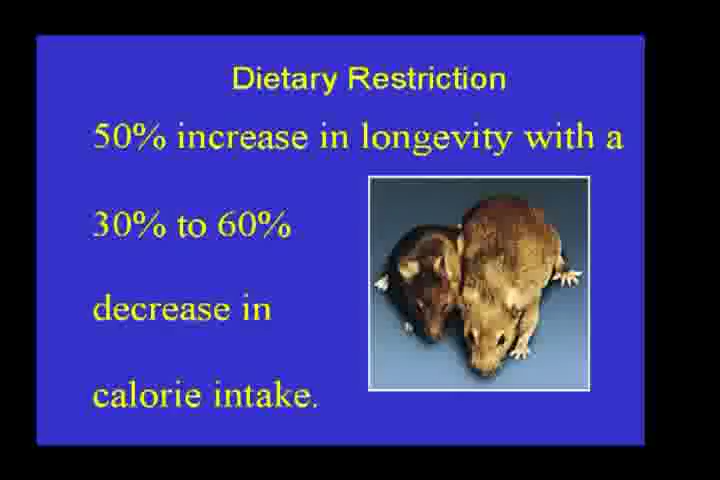 Dietary Restriction
50% increase in longevity with a
30% to 60%
decrease in
calorie intake.